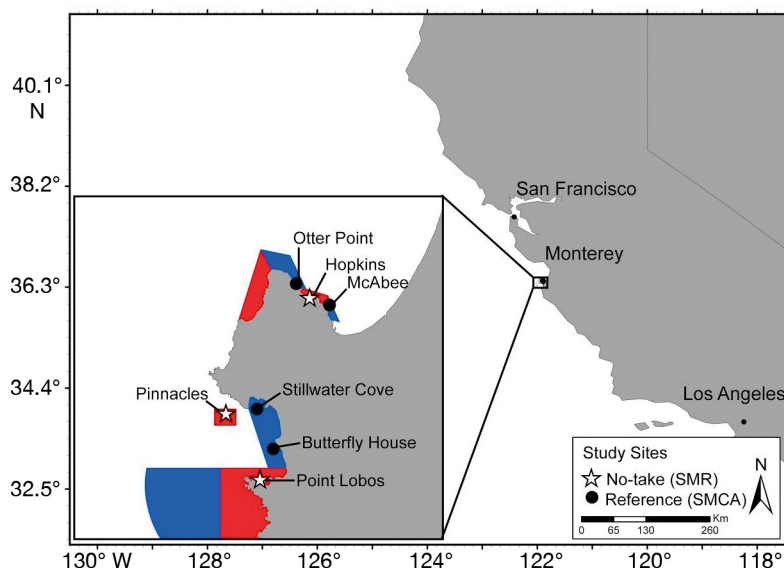 40.1°
N
38.2°
36.3°
34.4°
32.5°
San Francisco
Monterey
Los Angeles
Otter Point
Hopkins
McAbee
Pinnacles
Stillwater Cove
Butterfly House
Point Lobos
Study Sites
No-take (SMR)
Reference (SMCA)
N
Km
0 65 130 260
130° W 128° 126° 124° 122° 120° 118°